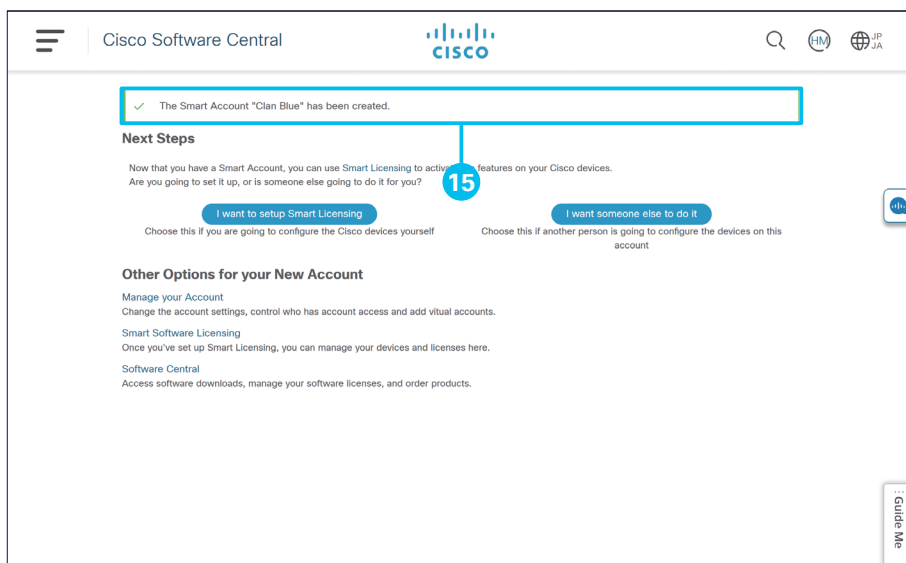 Cisco Software Central
CISCO
HM
JP
JA
The Smart Account "Clan Blue" has been created.
Next Steps
Now that you have a Smart Account, you can use Smart Licensing to activ features on your Cisco devices.
Are you going to set it up, or is someone else going to do it for you?
15
I want to setup Smart Licensing
Choose this if you are going to configure the Cisco devices yourself
I want someone else to do it
Choose this if another person is going to configure the devices on this
account
Other Options for your New Account
Manage your Account
Change the account settings, control who has account access and add vitual accounts.
Smart Software Licensing
Once you've set up Smart Licensing, you can manage your devices and licenses here.
Software Central
Access software downloads, manage your software licenses, and order products.
Guide Me